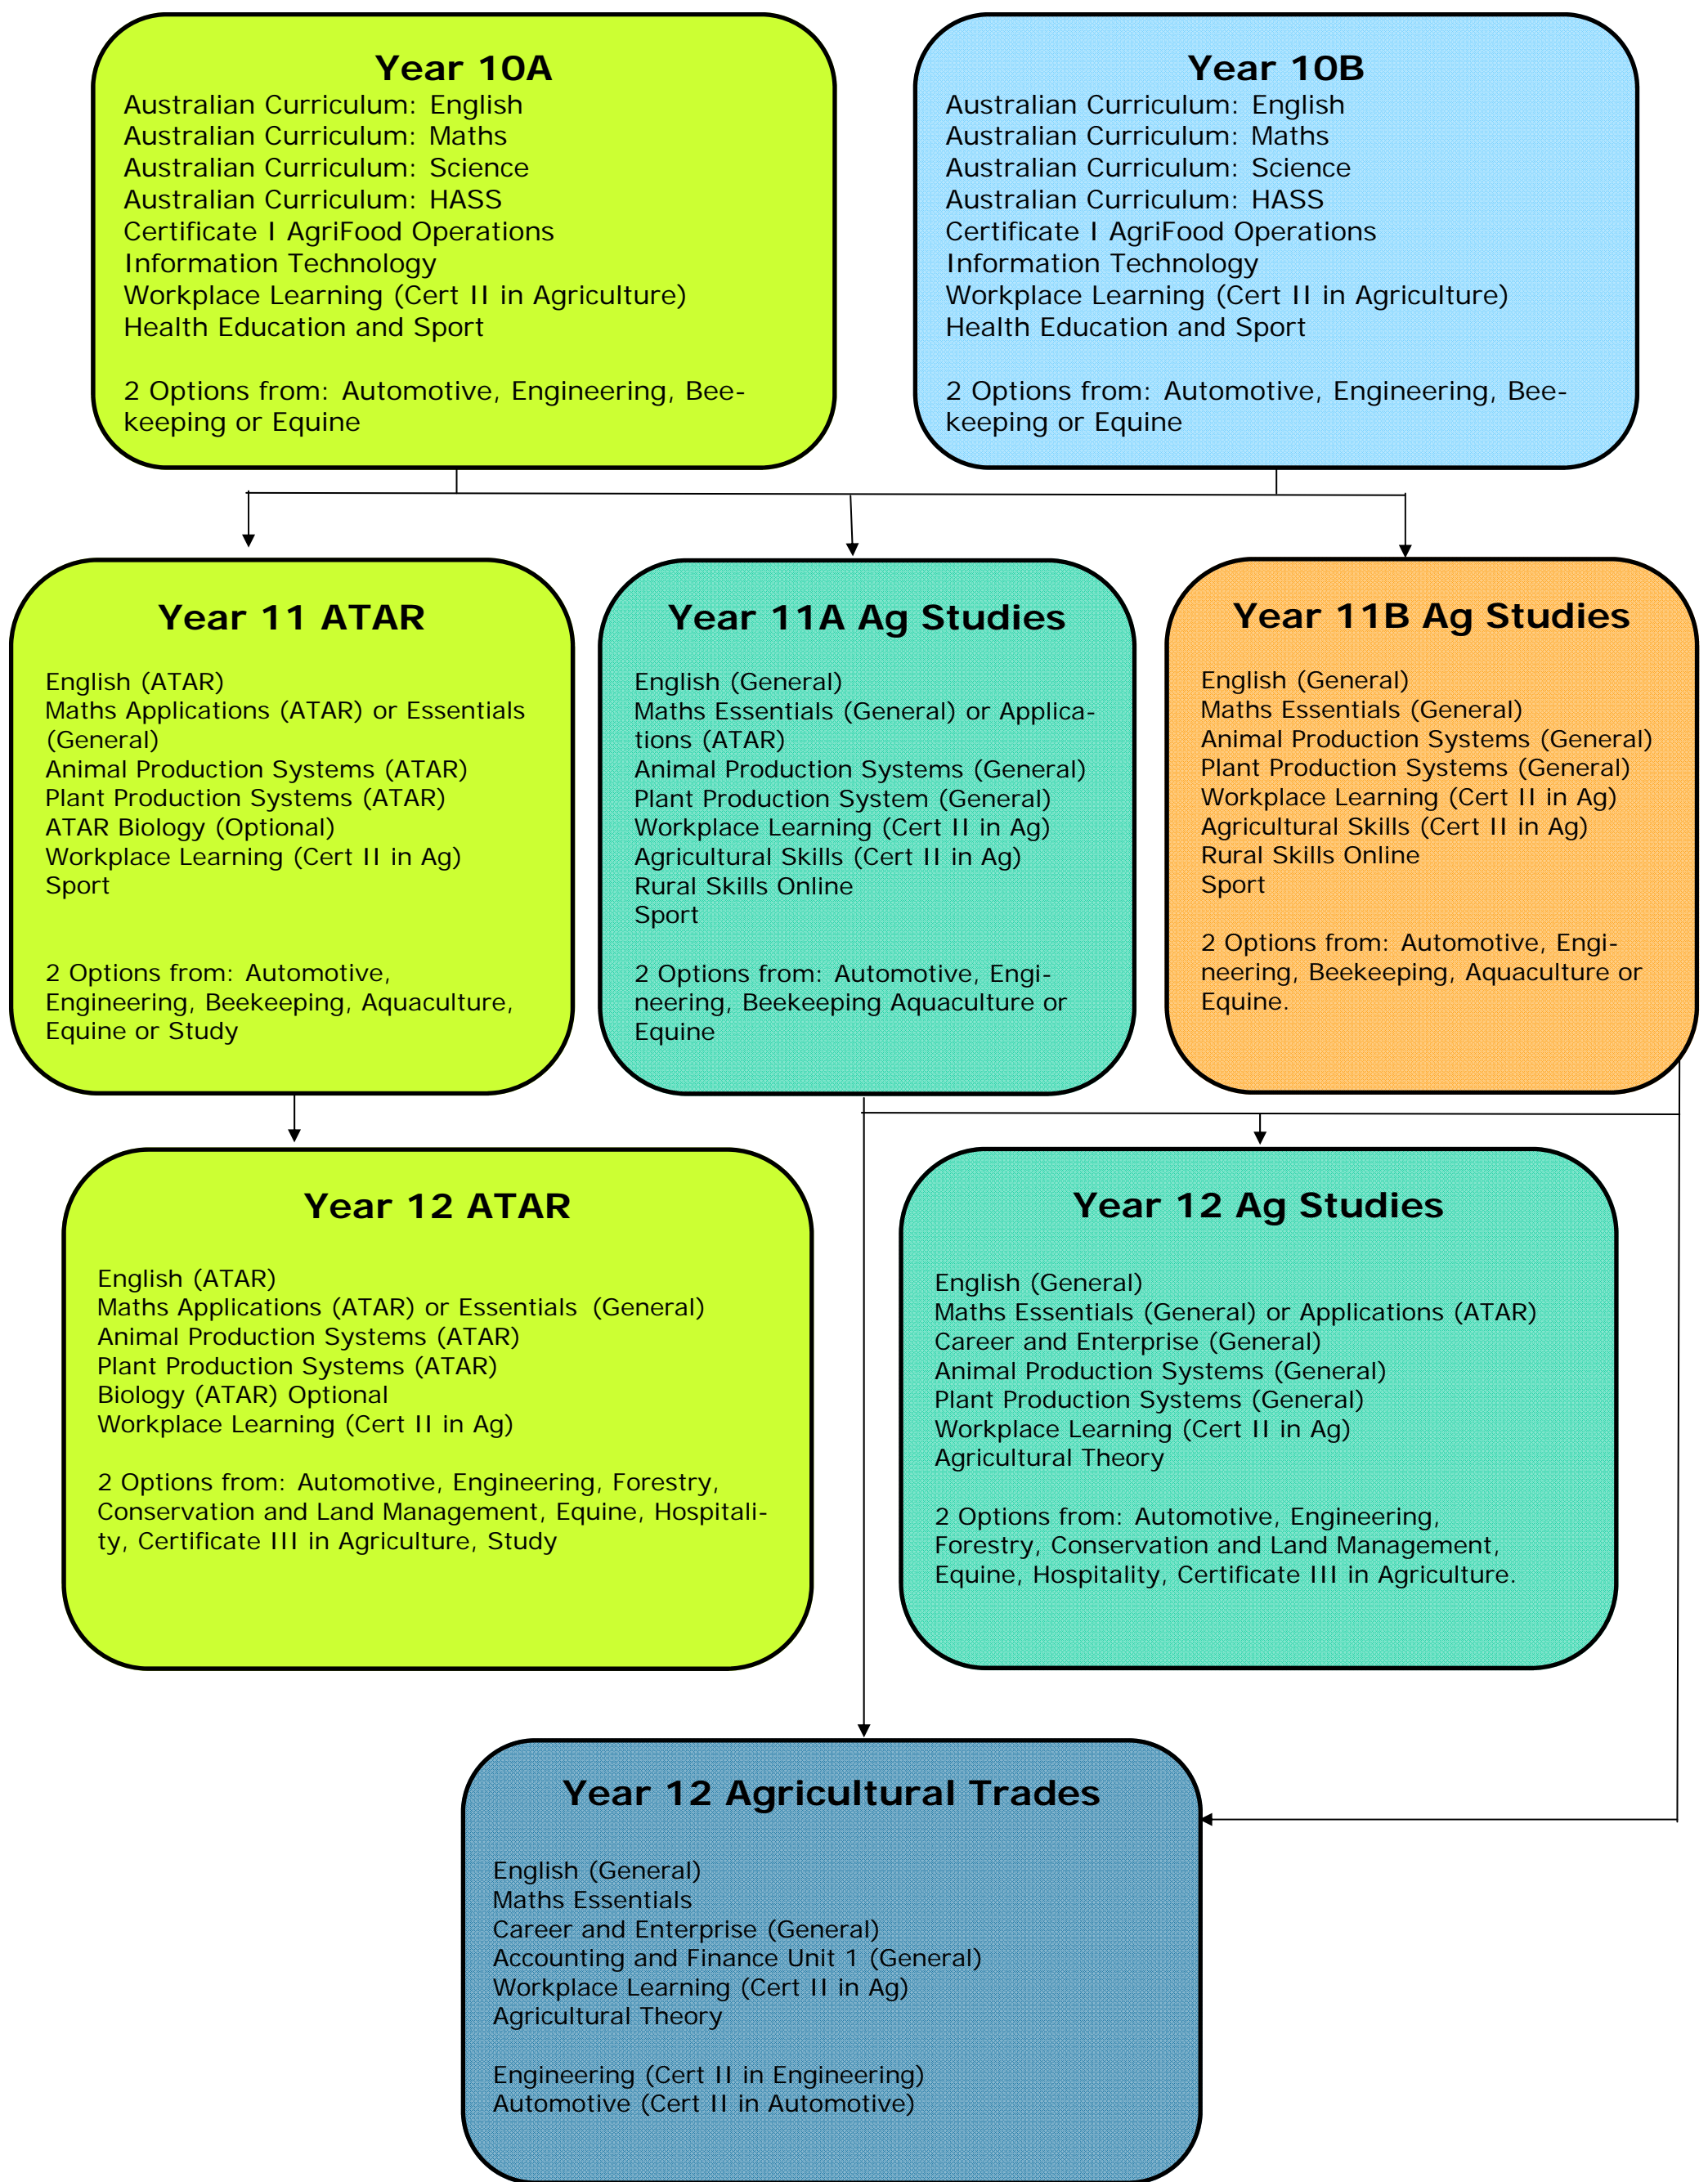 Year 10A
Australian Curriculum: English
Australian Curriculum: Maths
Australian Curriculum: Science
Australian Curriculum: HASS
Certificate I AgriFood Operations
Information Technology
Workplace Learning (Cert II in Agriculture)
Health Education and Sport
2 Options from: Automotive, Engineering, Bee-
keeping or Equine
Year 10B
Australian Curriculum: English
Australian Curriculum: Maths
Australian Curriculum: Science
Australian Curriculum: HASS
Certificate I AgriFood Operations
Information Technology
Workplace Learning (Cert II in Agriculture)
Health Education and Sport
2 Options from: Automotive, Engineering, Bee-
keeping or Equine
Year 11 ATAR
English (ATAR)
Maths Applications (ATAR) or Essentials
(General)
Animal Production Systems (ATAR)
Plant Production Systems (ATAR)
ATAR Biology (Optional)
Workplace Learning (Cert II in Ag)
Sport
2 Options from: Automotive,
Engineering, Beekeeping, Aquaculture,
Equine or Study
Year 11A Ag Studies
English (General)
Maths Essentials (General) or Applica-
tions (ATAR)
Animal Production Systems (General)
Plant Production System (General)
Workplace Learning (Cert II in Ag)
Agricultural Skills (Cert II in Ag)
Rural Skills Online
Sport
2 Options from: Automotive, Engi-
neering, Beekeeping Aquaculture or
Equine
Year 11B Ag Studies
English (General)
Maths Essentials (General)
Animal Production Systems (General)
Plant Production Systems (General)
Workplace Learning (Cert II in Ag)
Agricultural Skills (Cert II in Ag)
Rural Skills Online
Sport
2 Options from: Automotive, Engi-
neering, Beekeeping, Aquaculture or
Equine.
Year 12 ATAR
English (ATAR)
Maths Applications (ATAR) or Essentials (General)
Animal Production Systems (ATAR)
Plant Production Systems (ATAR)
Biology (ATAR) Optional
Workplace Learning (Cert II in Ag)
2 Options from: Automotive, Engineering, Forestry,
Conservation and Land Management, Equine, Hospitali-
ty, Certificate III in Agriculture, Study
Year 12 Ag Studies
English (General)
Maths Essentials (General) or Applications (ATAR)
Career and Enterprise (General)
Animal Production Systems (General)
Plant Production Systems (General)
Workplace Learning (Cert II in Ag)
Agricultural Theory
2 Options from: Automotive, Engineering,
Forestry, Conservation and Land Management,
Equine, Hospitality, Certificate III in Agriculture.
Year 12 Agricultural Trades
English (General)
Maths Essentials
Career and Enterprise (General)
Accounting and Finance Unit 1 (General)
Workplace Learning (Cert II in Ag)
Agricultural Theory
Engineering (Cert II in Engineering)
Automotive (Cert II in Automotive)